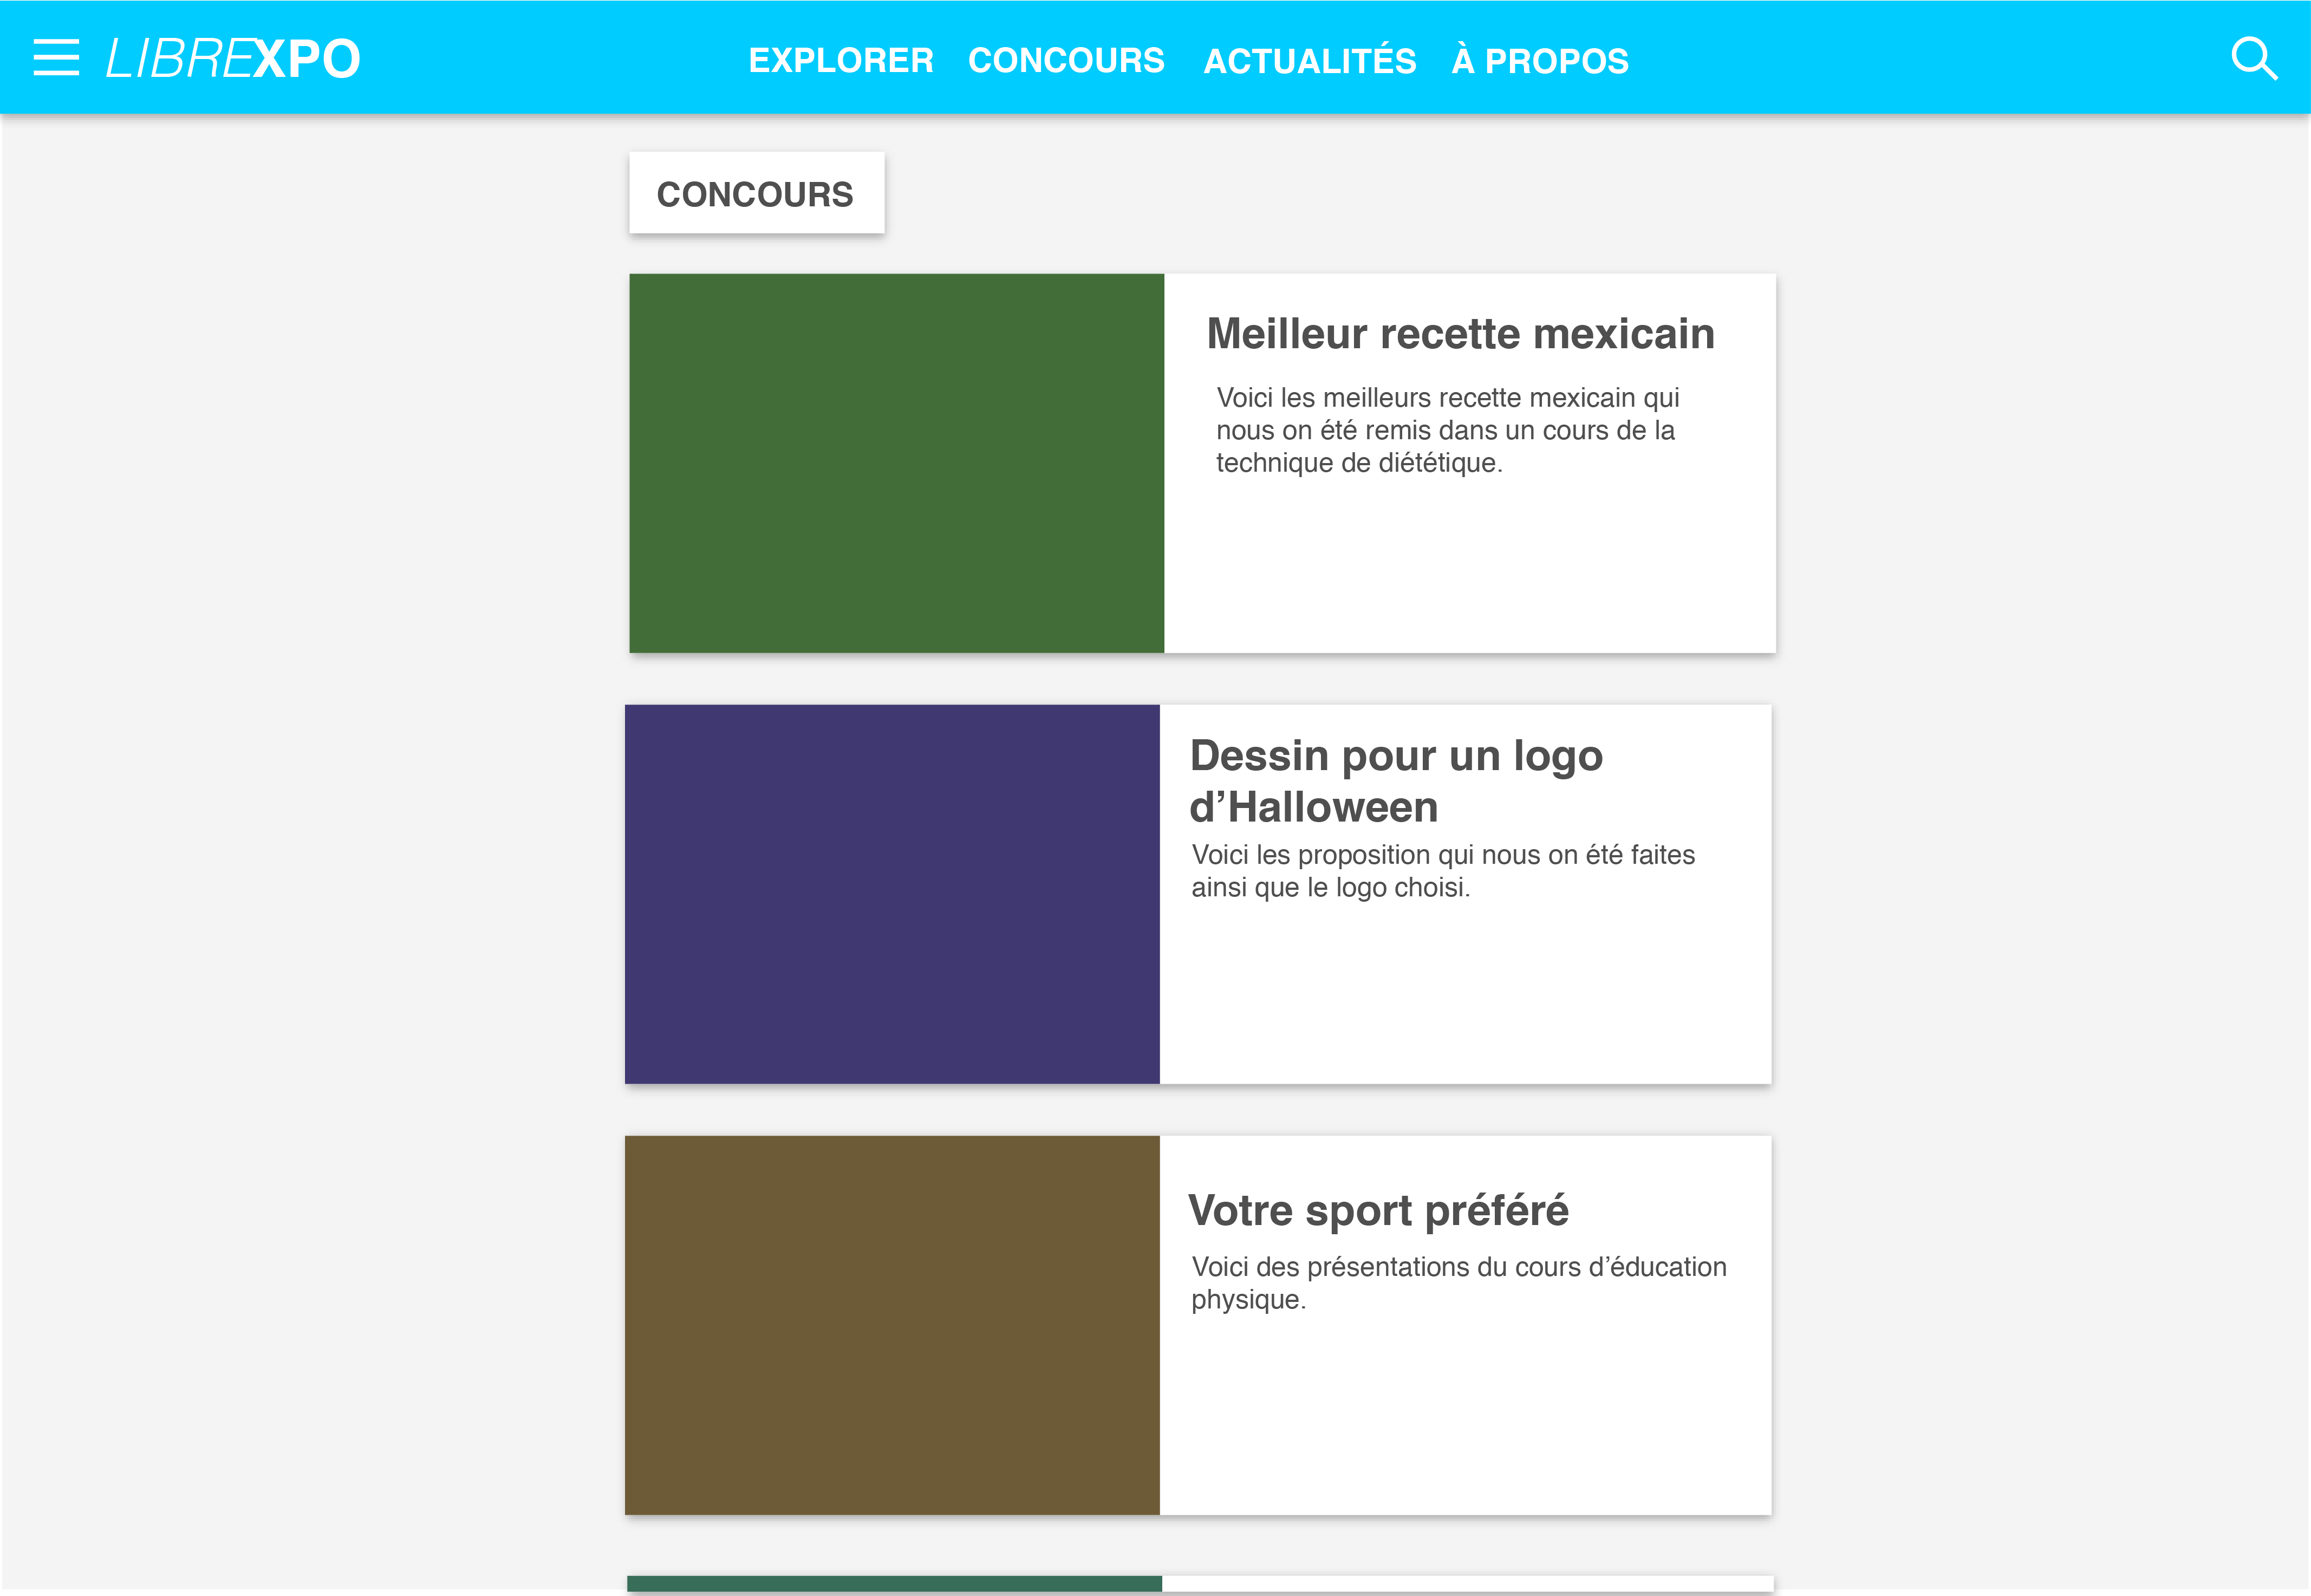 LIBREXPO
EXPLORER CONCOURS ACTUALITÉS À PROPOS
CONCOURS
Meilleur recette mexicain
Voici les meilleurs recette mexicain qui
nous on été remis dans un cours de la
technique de diététique.
Dessin pour un logo
d’Halloween
Voici les proposition qui nous on été faites
ainsi que le logo choisi.
Votre sport préféré
Voici des présentations du cours d’éducation
physique.